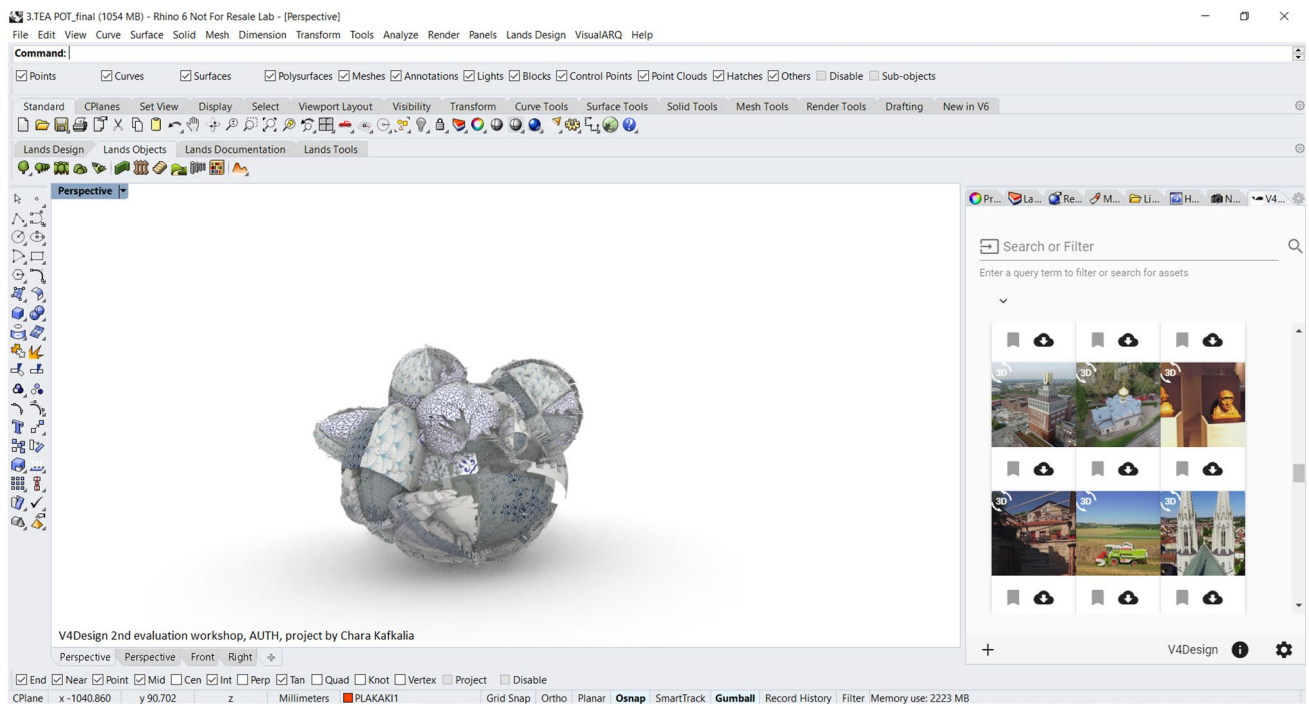 3.TEA POT_final (1054 MB) - Rhino 6 Not For Resale Lab - [Perspective]
File Edit View Curve Surface Solid Mesh Dimension Transform Tools Analyze Render Panels Lands Design VisualARQ Help
Command:
Points Curves Surfaces Polysurfaces Meshes Annotations Lights Blocks Control Points Point Clouds Hatches Others Disable Sub-objects
Standard CPlanes Set View Display Select Viewport Layout Visibility Transform Curve Tools Surface Tools Solid Tools Mesh Tools Render Tools Drafting New in V6
Lands Design Lands Objects Lands Documentation Lands Tools
Perspective
Pr... La... Re... M... Li... H... N... V4...
Search or Filter
Enter a query term to filter or search for assets
3D 3D 3D
3D 3D 3D
V4Design 2nd evaluation workshop, AUTH, project by Chara Kafkalia
V4Design
Perspective Perspective Front Right
End Near Point Mid Cen Int Perp Tan Quad Knot Vertex Project Disable
CPlane x -1040.860 y 90.702 z Millimeters PLAKAKI1 Grid Snap Ortho Planar Osnap SmartTrack Gumball Record History Filter Memory use: 2223 MB